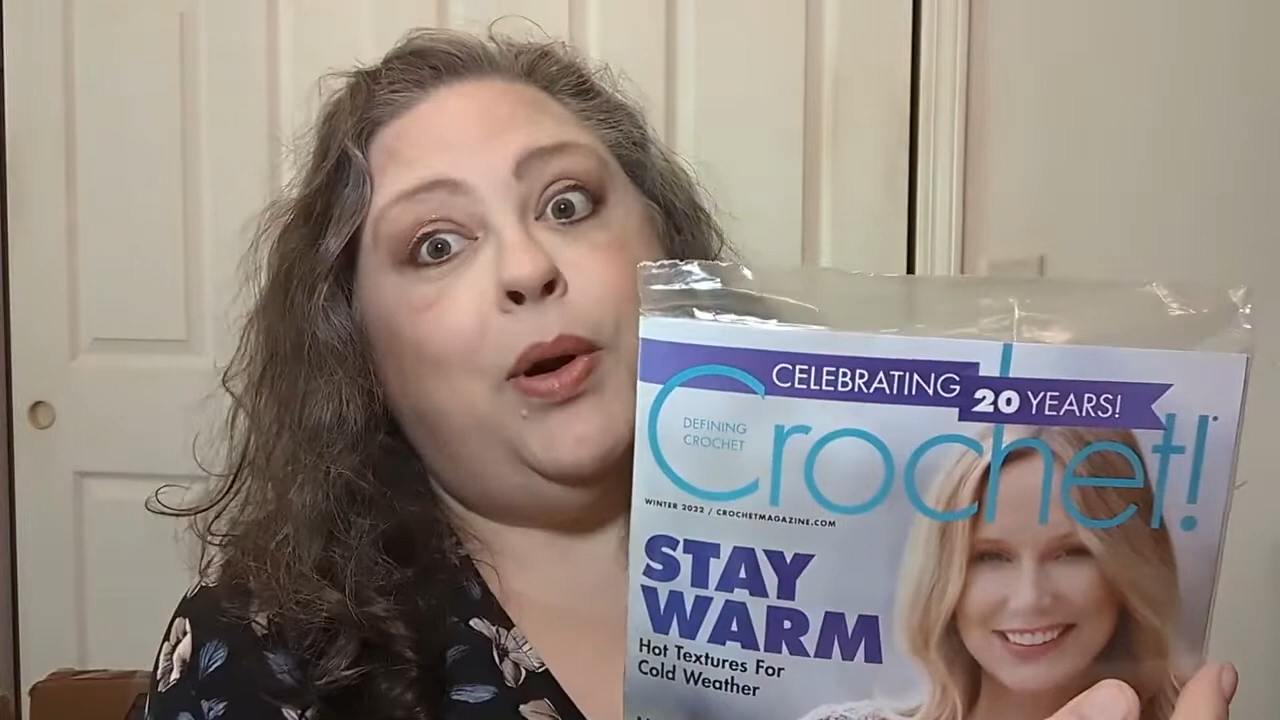 CELEBRATING
20 YEARS!
DEFINING
CROCHET
Crochet!
WINTER 2022 / CROCHETMAGAZINE.COM
STAY
WARM
Hot Textures For
Cold Weather